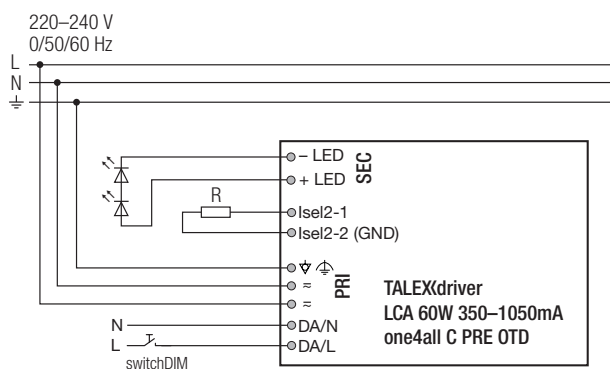 220–240 V
0/50/60 Hz
L
N
– LED
+ LED
SEC
R
Isel2-1
Isel2-2 (GND)
PRI
≂
≂
TALEXXdriver
LCA 60W 350–1050mA
one4all C PRE OTD
N
DA/N
L
DA/L
switchDIM